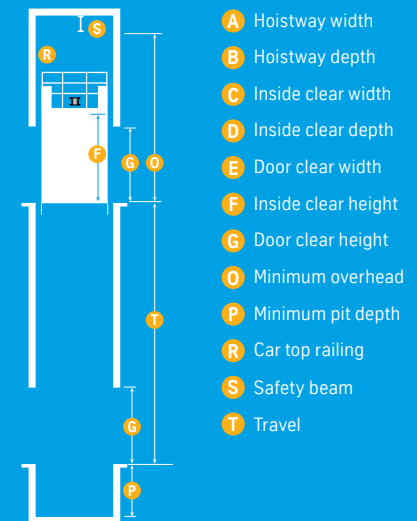 S
R
F
G
O
T
G
P
A Hoistway width
B Hoistway depth
C Inside clear width
D Inside clear depth
E Door clear width
F Inside clear height
G Door clear height
O Minimum overhead
P Minimum pit depth
R Car top railing
S Safety beam
T Travel